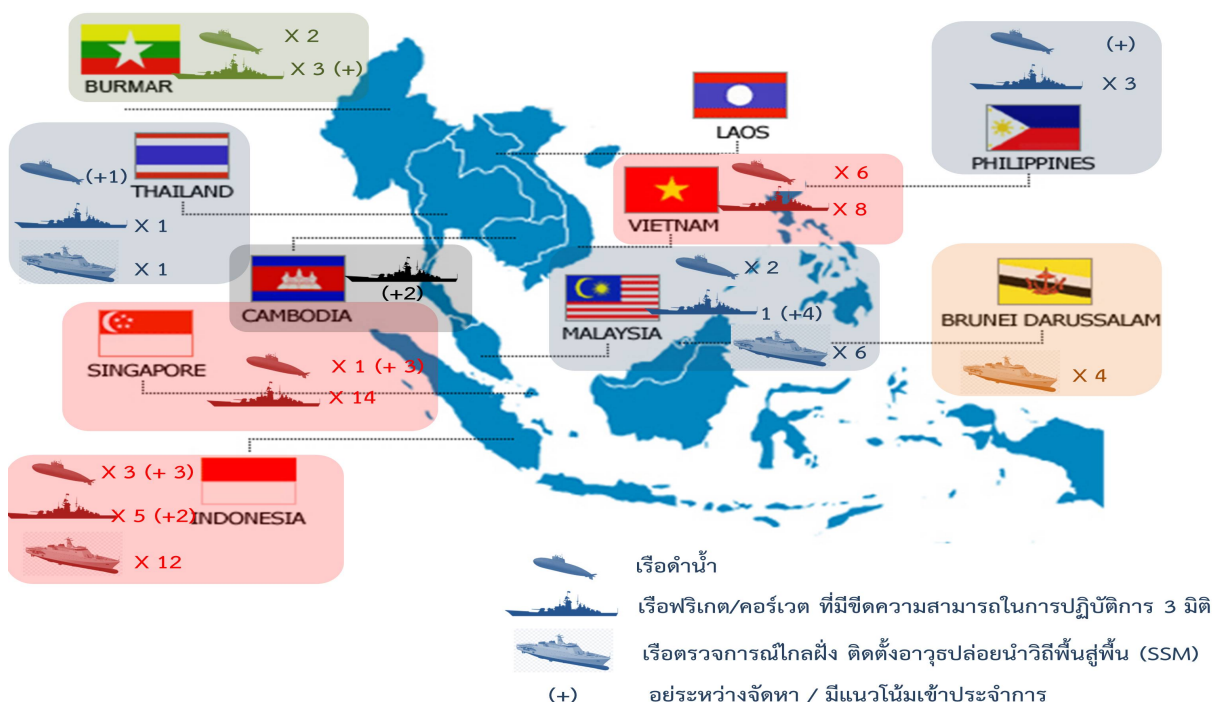 X 2
X 3 (+)
BURMAR
LAOS
(+)
X 3
PHILIPPINES
(+1)
THAILAND
X 1
X 1
X 6
X 8
VIETNAM
(+2)
CAMBODIA
X 2
1 (+4)
MALAYSIA
X 6
BRUNEI DARUSSALAM
X 4
SINGAPORE
X 1 (+ 3)
X 14
X 3 (+ 3)
X 5 (+2)
INDONESIA
X 12
เรือดำน้ำ
เรือฟริเกต/คอร์เวต ที่มีขีดความสามารถในการปฏิบัติการ 3 มิติ
เรือตรวจการณ์ไกลฝั่ง ติดตั้งอาวุธปล่อยนำวิถีพื้นสู่พื้น (SSM)
(+) อยู่ระหว่างจัดหา / มีแนวโน้มเข้าประจำการ